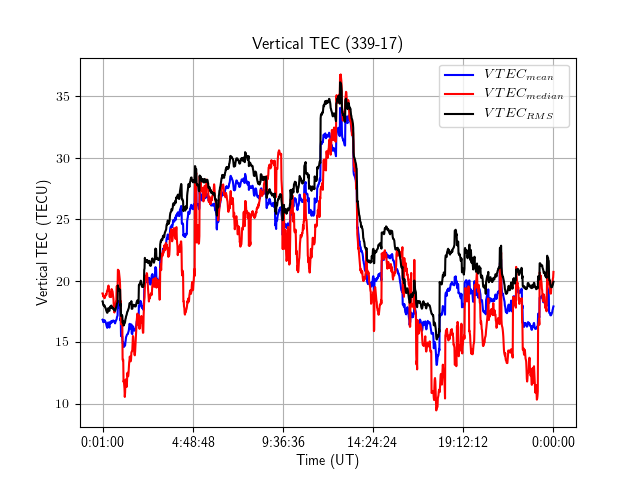 Vertical TEC (339-17)
VTEC_mean
VTEC_median
VTEC_RMS
Vertical TEC (TECU)
35
30
25
20
15
10
0:01:00 4:48:48 9:36:36 14:24:24 19:12:12 0:00:00
Time (UT)